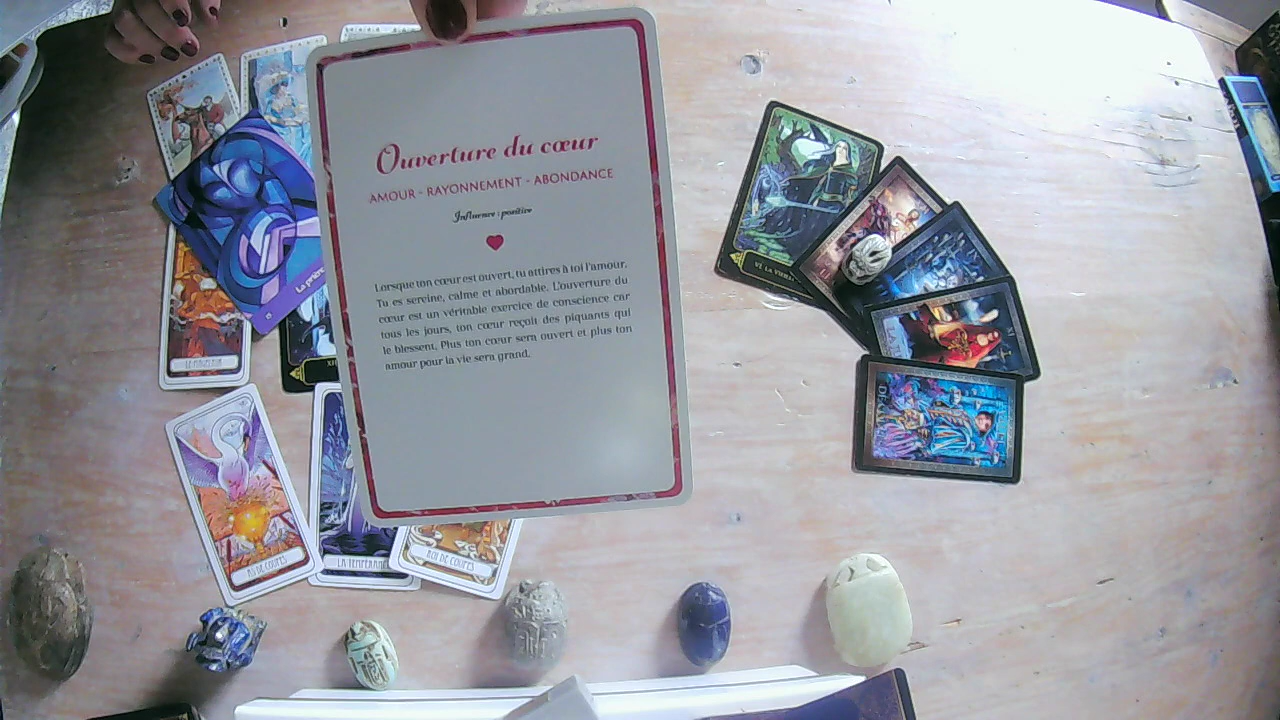 Ouverture du cœur
AMOUR - RAYONNEMENT - ABONDANCE
Influence : positive
Lorsque ton cœur est ouvert, tu attires à toi l'amour.
Tu es sereine, calme et abordable. L'ouverture du
cœur est un véritable exercice de conscience car
tous les jours, ton cœur reçoit des piquants qui
le blessent. Plus ton cœur sera ouvert et plus ton
amour pour la vie sera grand.
La prière
AS DE COUPES
LA TEMPÉRANCE
ROI DE COUPES